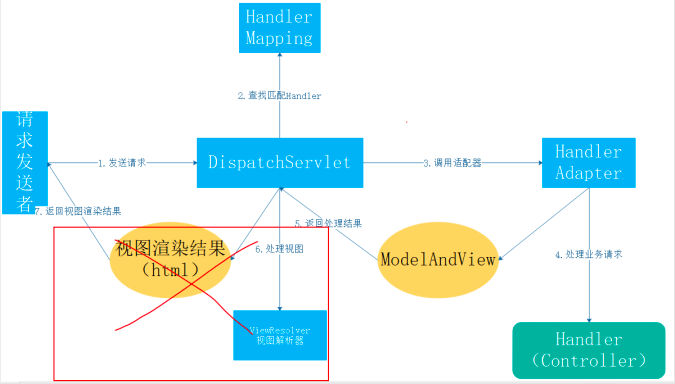 Handler
Mapping
2.查找匹配Handler
请
求
发
送
者
1.发送请求
DispatchServlet
3.调用适配器
Handler
Adapter
7.返回视图渲染结果
5.返回处理结果
视图渲染结果
（html）
6.处理视图
ModelAndView
4.处理业务请求
ViewResolver
视图解析器
Handler
（Controller）